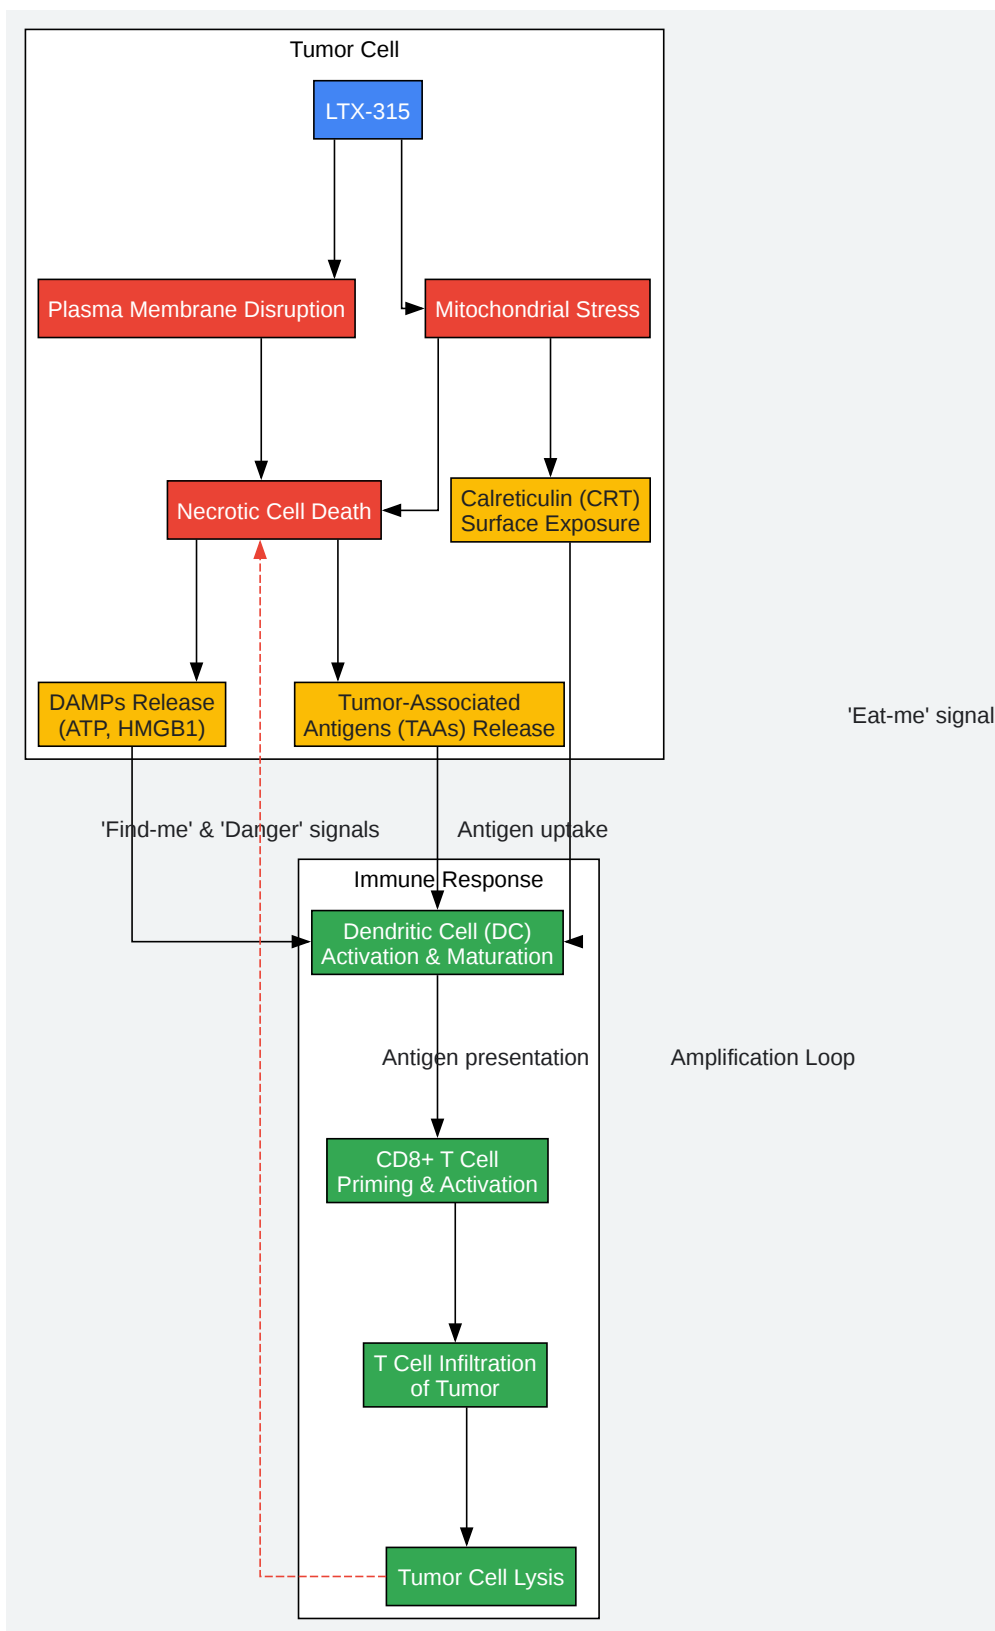 Tumor Cell
LTX-315
Plasma Membrane Disruption
Mitochondrial Stress
Necrotic Cell Death
Calreticulin (CRT)
Surface Exposure
DAMPs Release
(ATP, HMGB1)
Tumor-Associated
Antigens (TAAs) Release
'Eat-me' signal
'Find-me' & 'Danger' signals
Antigen uptake
Immune Response
Dendritic Cell (DC)
Activation & Maturation
Antigen presentation
Amplification Loop
CD8+ T Cell
Priming & Activation
T Cell Infiltration
of Tumor
Tumor Cell Lysis